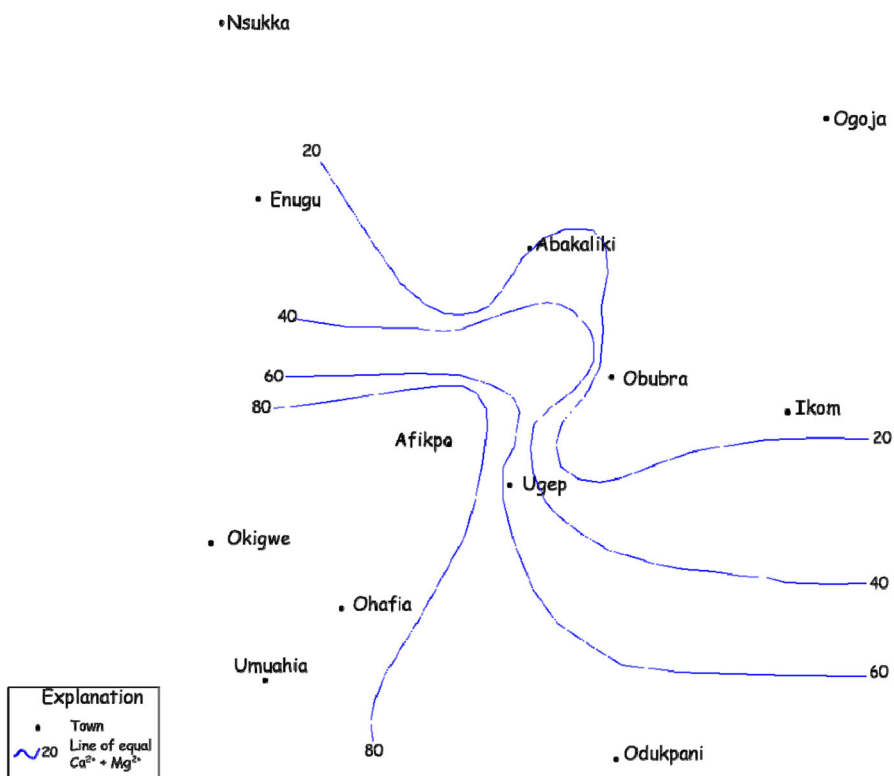 Nsukka
Ogoja
20
Enugu
Abakaliki
40
60
Obubra
80
Ikom
Afikpo
20
Ugep
Okigwe
40
Ohafia
Umuahia
60
Explanation
Town
20 Line of equal
Ca²⁺ + Mg²⁺
80
Odukpani